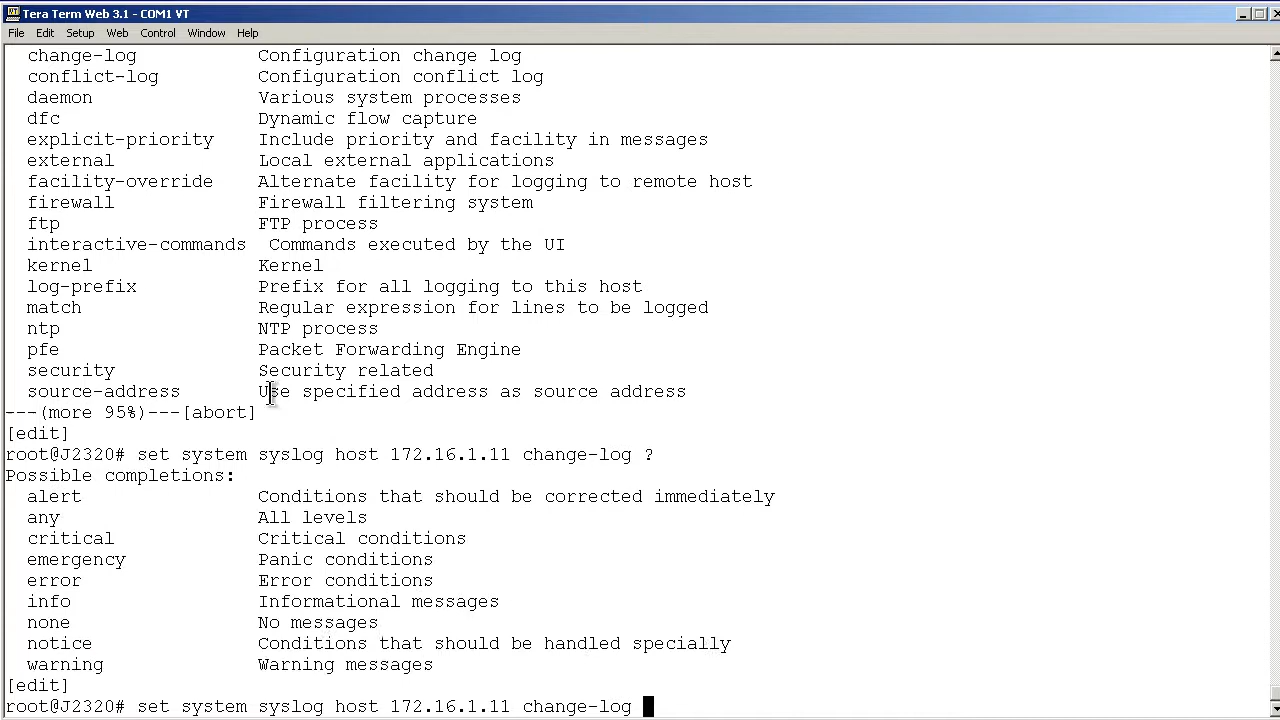 Tera Term Web 3.1 - COM1 VT
File Edit Setup Web Control Window Help
change-log Configuration change log
conflict-log Configuration conflict log
daemon Various system processes
dfc Dynamic flow capture
explicit-priority Include priority and facility in messages
external Local external applications
facility-override Alternate facility for logging to remote host
firewall Firewall filtering system
ftp FTP process
interactive-commands Commands executed by the UI
kernel Kernel
log-prefix Prefix for all logging to this host
match Regular expression for lines to be logged
ntp NTP process
pfe Packet Forwarding Engine
security Security related
source-address Use specified address as source address
---(more 95%)---[abort]
[edit]
root@J2320# set system syslog host 172.16.1.11 change-log ?
Possible completions:
alert Conditions that should be corrected immediately
any All levels
critical Critical conditions
emergency Panic conditions
error Error conditions
info Informational messages
none No messages
notice Conditions that should be handled specially
warning Warning messages
[edit]
root@J2320# set system syslog host 172.16.1.11 change-log